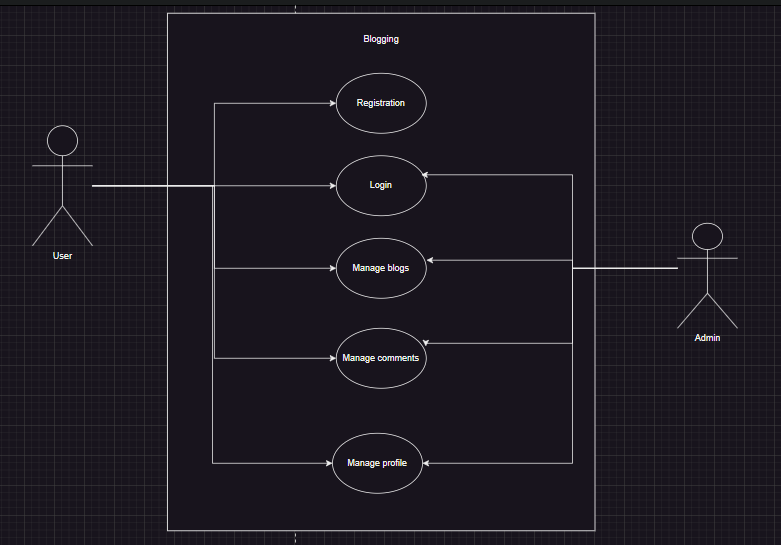 Blogging
Registration
Login
Manage blogs
Manage comments
Manage profile
User
Admin